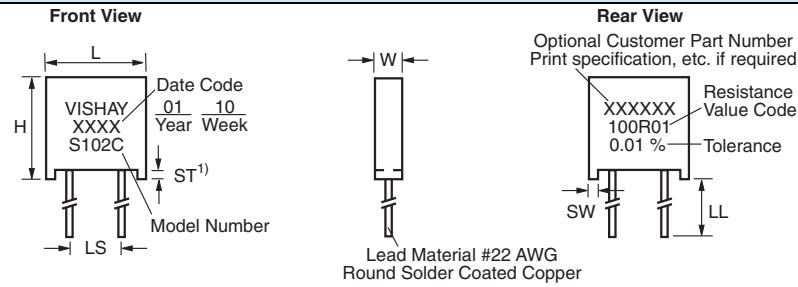 Front View
L
H
VISHAY
XXXX
S102C
Date Code
01 10
Year Week
ST1)
Model Number
LS
W
Lead Material #22 AWG
Round Solder Coated Copper
Rear View
Optional Customer Part Number
Print specification, etc. if required
XXXXXX
100R01
0.01 %
Resistance
Value Code
Tolerance
SW
LL